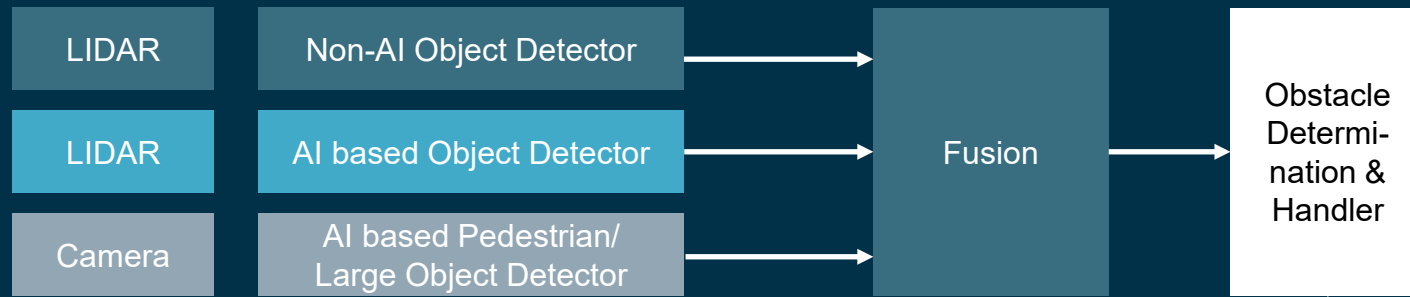 LIDAR
Non-AI Object Detector
LIDAR
AI based Object Detector
Camera
AI based Pedestrian/
Large Object Detector
Fusion
Obstacle
Determi-
nation &
Handler